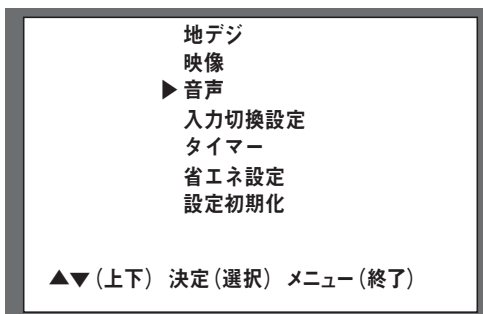 地デジ
映像
▶音声
入力切換設定
タイマー
省エネ設定
設定初期化
▲▼(上下) 決定(選択) メニュー(終了)